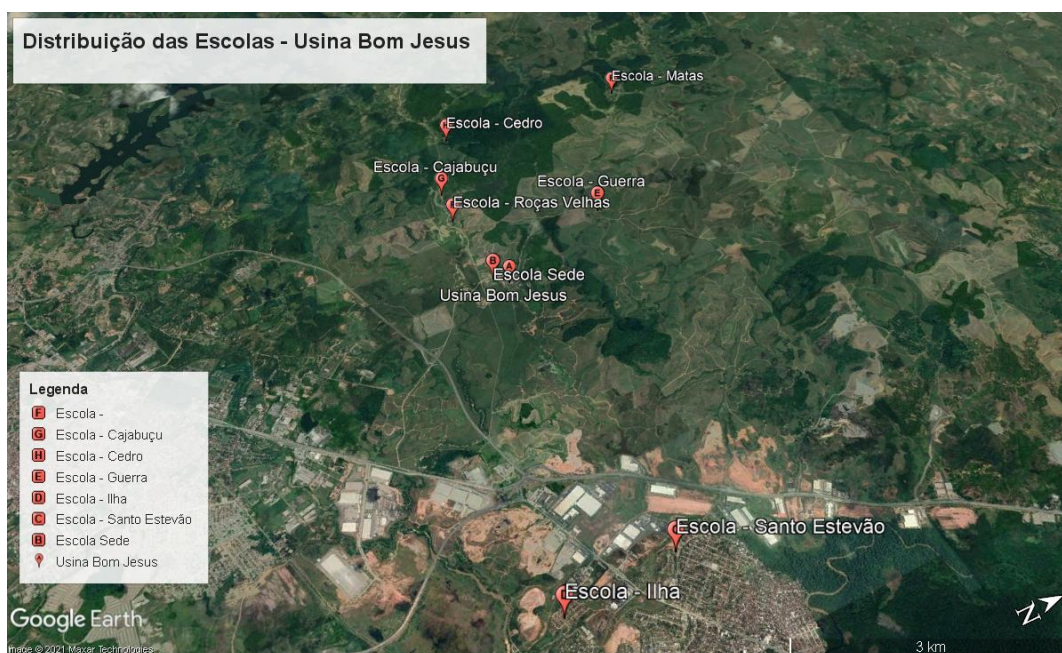 Distribuição das Escolas - Usina Bom Jesus
Escola - Matas
Escola - Cedro
Escola - Cajabuçu
G
Escola - Guerra
E
Escola - Roças Velhas
B
A
Escola Sede
Usina Bom Jesus
Legenda
F Escola -
G Escola - Cajabuçu
H Escola - Cedro
E Escola - Guerra
D Escola - Ilha
C Escola - Santo Estevão
B Escola Sede
A Usina Bom Jesus
Escola - Santo Estevão
Escola - Ilha
Google Earth
Image © 2021 Maxar Technologies
N
3 km